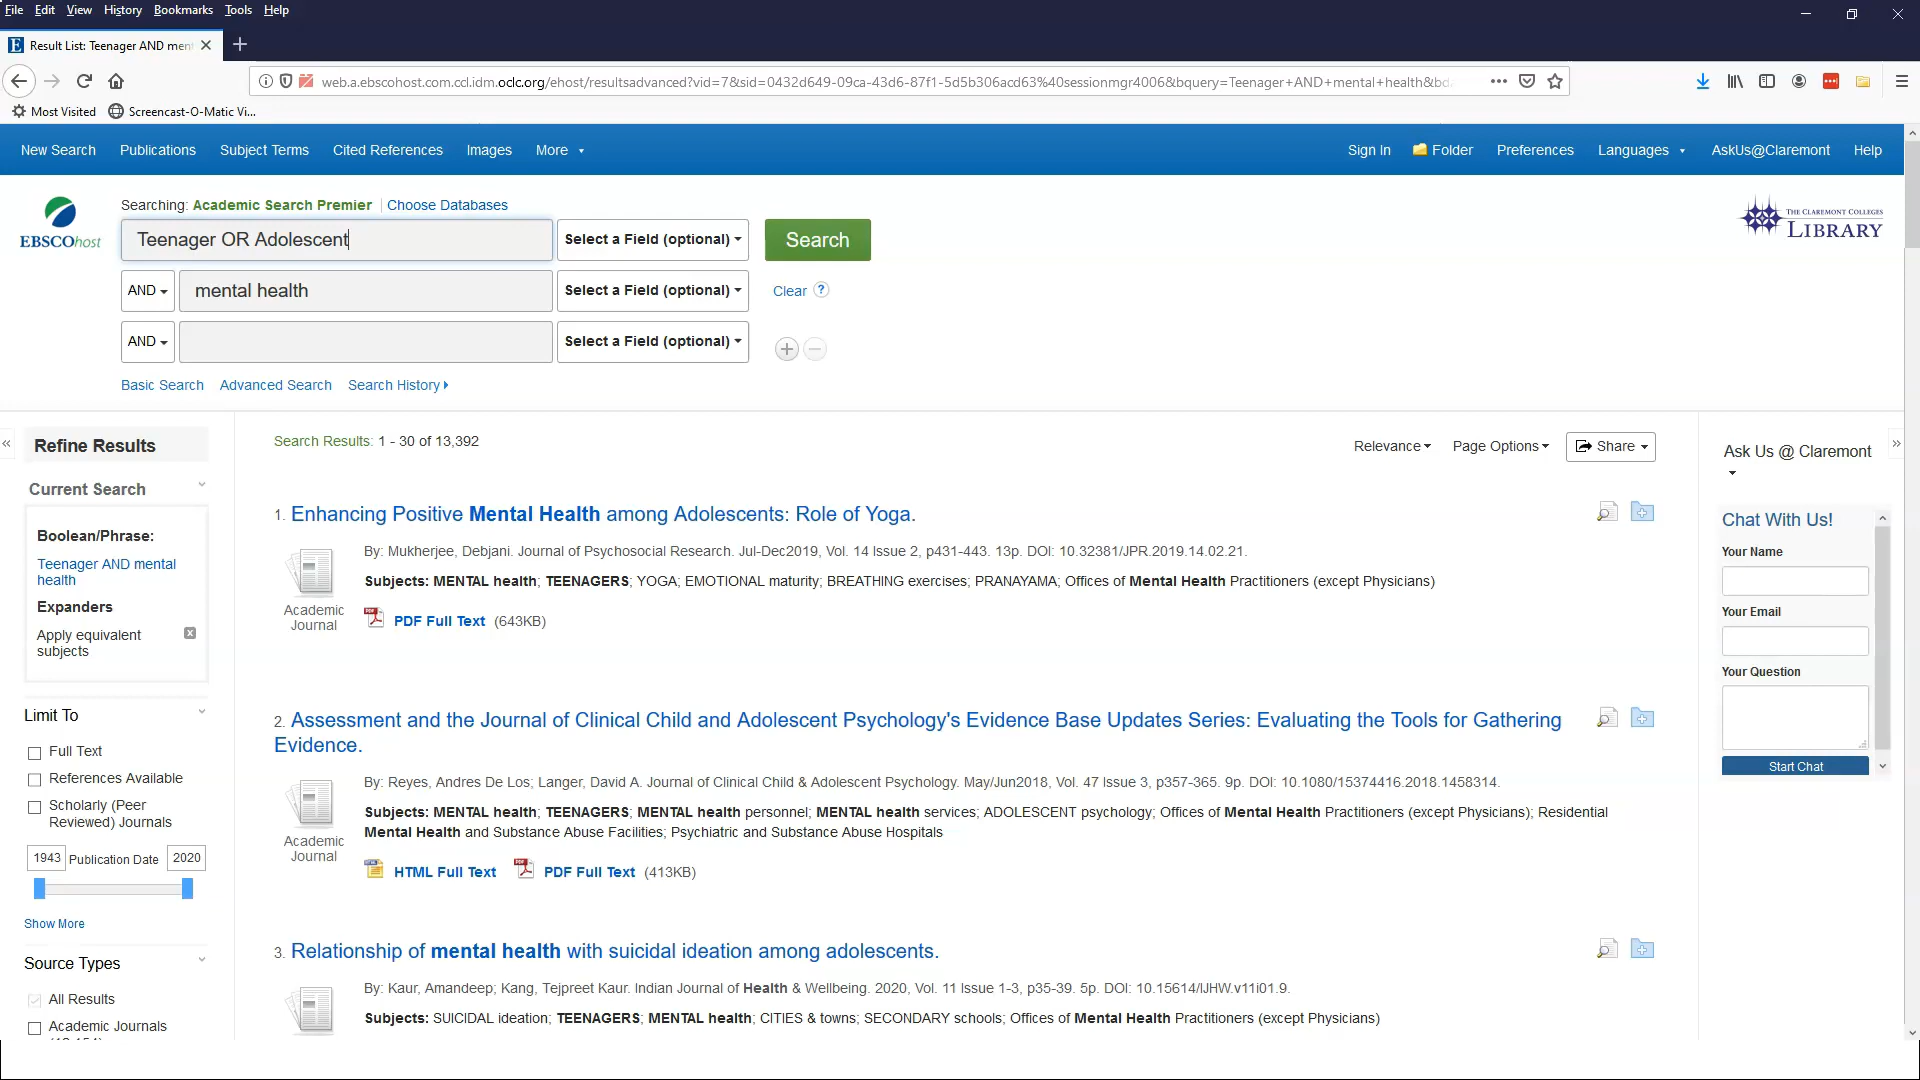 File Edit View History Bookmarks Tools Help
Result List: Teenager AND men
web.a.ebscohost.com.ccl.idm.oclc.org/ehost/resultsadvanced?vid=7&sid=0432d649-09ca-43d6-87f1-5d5b306acd63%40sessionmgr4006&bquery=Teenager+AND+mental+health&bd
Most Visited Screencast-O-Matic Vi...
New Search Publications Subject Terms Cited References Images More Sign In Folder Preferences Languages AskUs@Claremont Help
Searching: Academic Search Premier Choose Databases
EBSCOhost
THE CLAREMONT COLLEGES
LIBRARY
Teenager OR Adolescent Select a Field (optional) Search
AND mental health Select a Field (optional) Clear ?
AND Select a Field (optional)
Basic Search Advanced Search Search History
Refine Results
Current Search
Boolean/Phrase:
Teenager AND mental
health
Expanders
Apply equivalent
subjects
Limit To
Full Text
References Available
Scholarly (Peer
Reviewed) Journals
1943 Publication Date 2020
Show More
Source Types
All Results
Academic Journals
Search Results: 1 - 30 of 13,392
Relevance Page Options Share
1. Enhancing Positive Mental Health among Adolescents: Role of Yoga.
By: Mukherjee, Debjani. Journal of Psychosocial Research. Jul-Dec2019, Vol. 14 Issue 2, p431-443. 13p. DOI: 10.32381/JPR.2019.14.02.21.
Subjects: MENTAL health; TEENAGERS; YOGA; EMOTIONAL maturity; BREATHING exercises; PRANAYAMA; Offices of Mental Health Practitioners (except Physicians)
Academic
Journal
PDF Full Text (643KB)
2. Assessment and the Journal of Clinical Child and Adolescent Psychology's Evidence Base Updates Series: Evaluating the Tools for Gathering
Evidence.
By: Reyes, Andres De Los; Langer, David A. Journal of Clinical Child & Adolescent Psychology. May/Jun2018, Vol. 47 Issue 3, p357-365. 9p. DOI: 10.1080/15374416.2018.1458314.
Subjects: MENTAL health; TEENAGERS; MENTAL health personnel; MENTAL health services; ADOLESCENT psychology; Offices of Mental Health Practitioners (except Physicians); Residential
Mental Health and Substance Abuse Facilities; Psychiatric and Substance Abuse Hospitals
Academic
Journal
HTML Full Text PDF Full Text (413KB)
3. Relationship of mental health with suicidal ideation among adolescents.
By: Kaur, Amandeep; Kang, Tejpreet Kaur. Indian Journal of Health & Wellbeing. 2020, Vol. 11 Issue 1-3, p35-39. 5p. DOI: 10.15614/IJHW.v11i01.9.
Subjects: SUICIDAL ideation; TEENAGERS; MENTAL health; CITIES & towns; SECONDARY schools; Offices of Mental Health Practitioners (except Physicians)
Ask Us @ Claremont
Chat With Us!
Your Name
Your Email
Your Question
Start Chat